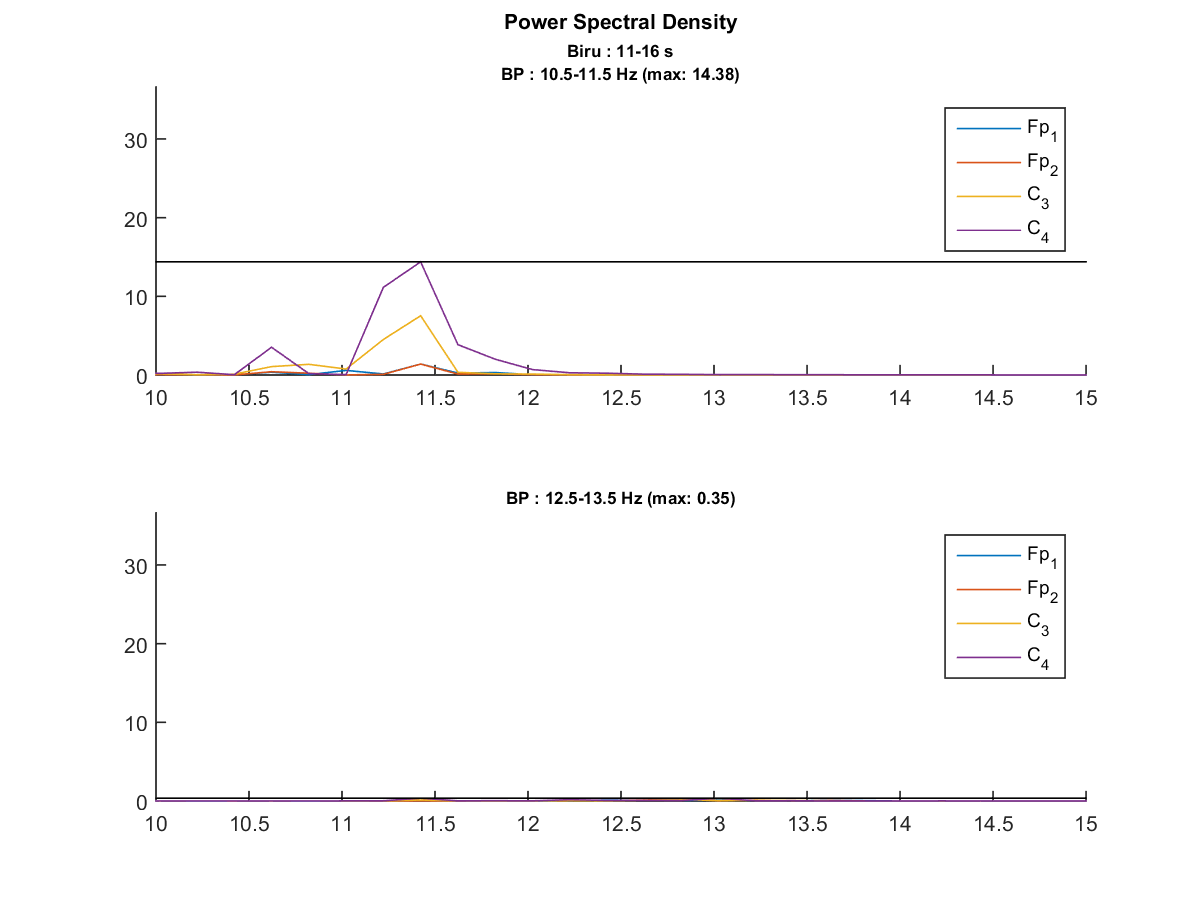 Power Spectral Density
Biru : 11-16 s
BP : 10.5-11.5 Hz (max: 14.38)
Fp1
Fp2
C3
C4
30
20
10
0
10 10.5 11 11.5 12 12.5 13 13.5 14 14.5 15
BP : 12.5-13.5 Hz (max: 0.35)
Fp1
Fp2
C3
C4
30
20
10
0
10 10.5 11 11.5 12 12.5 13 13.5 14 14.5 15